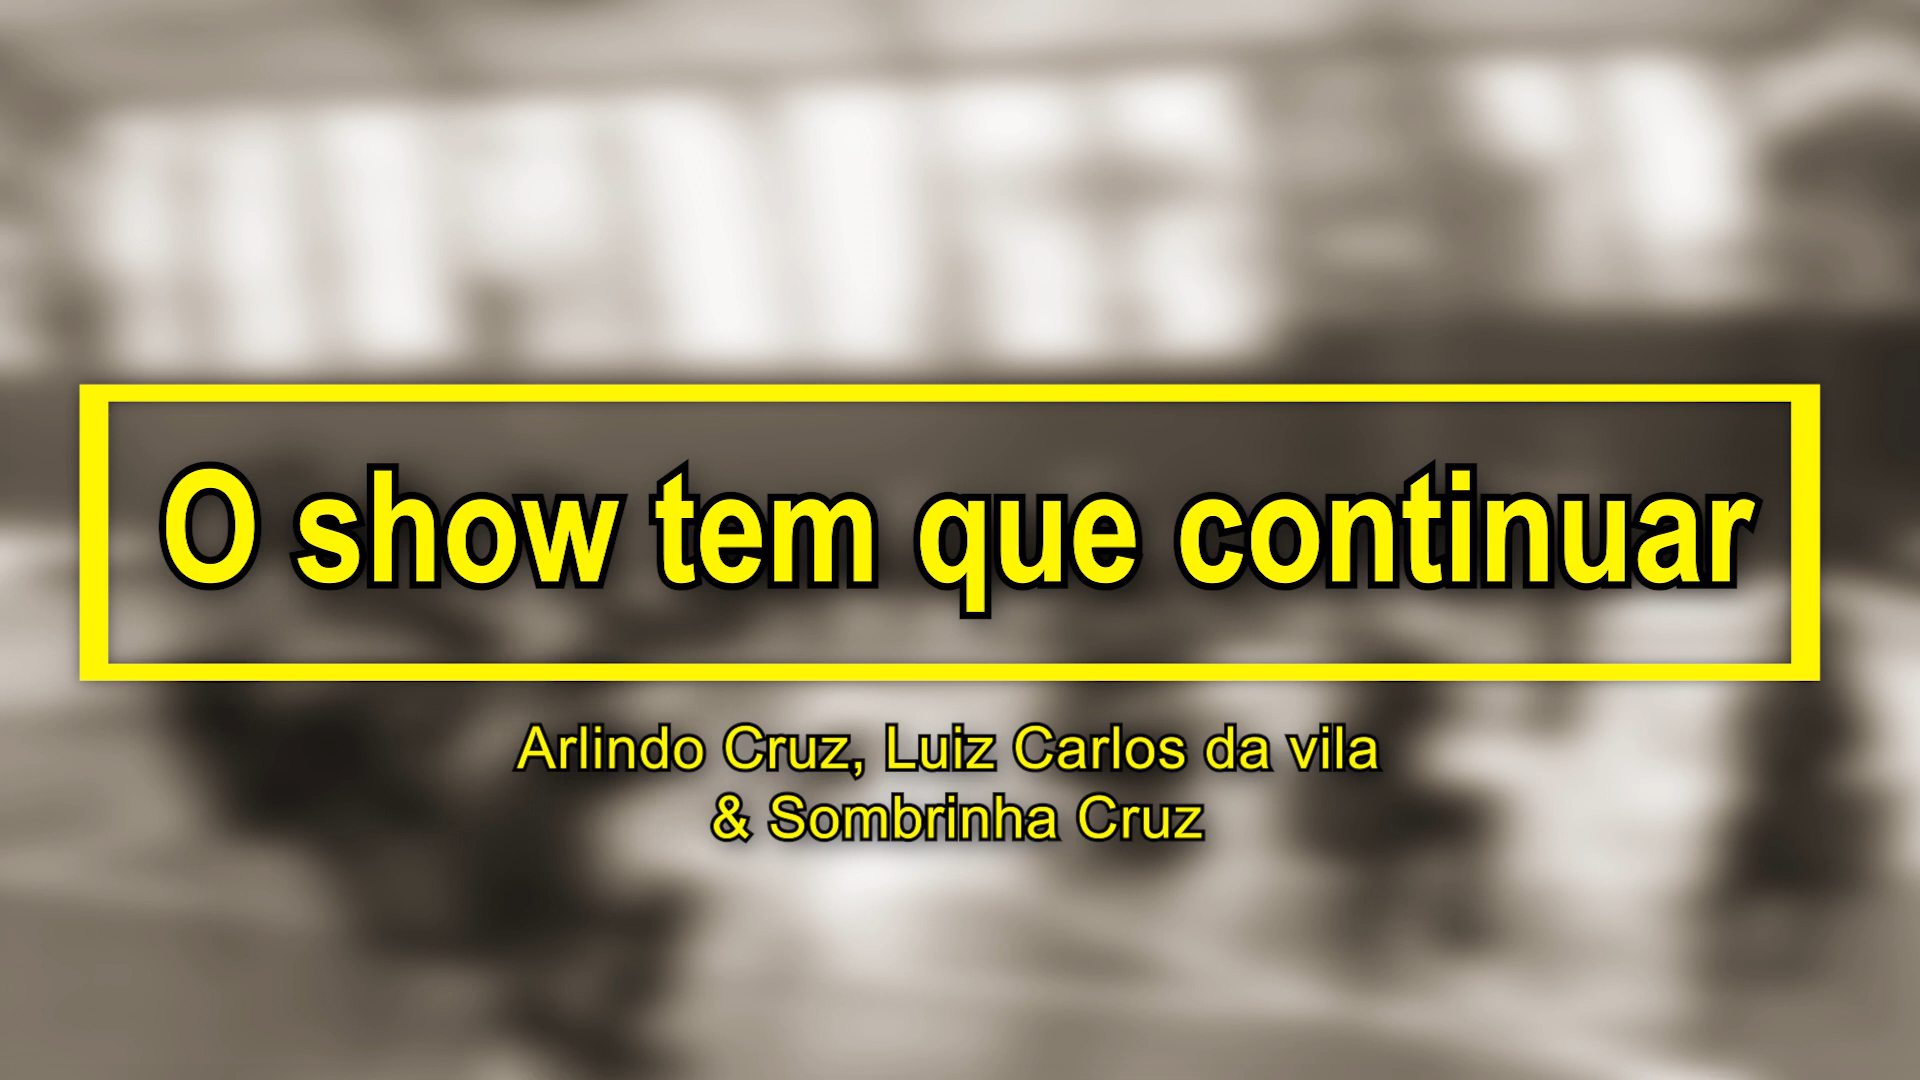 O show tem que continuar
Arlindo Cruz, Luiz Carlos da vila
& Sombrinha Cruz